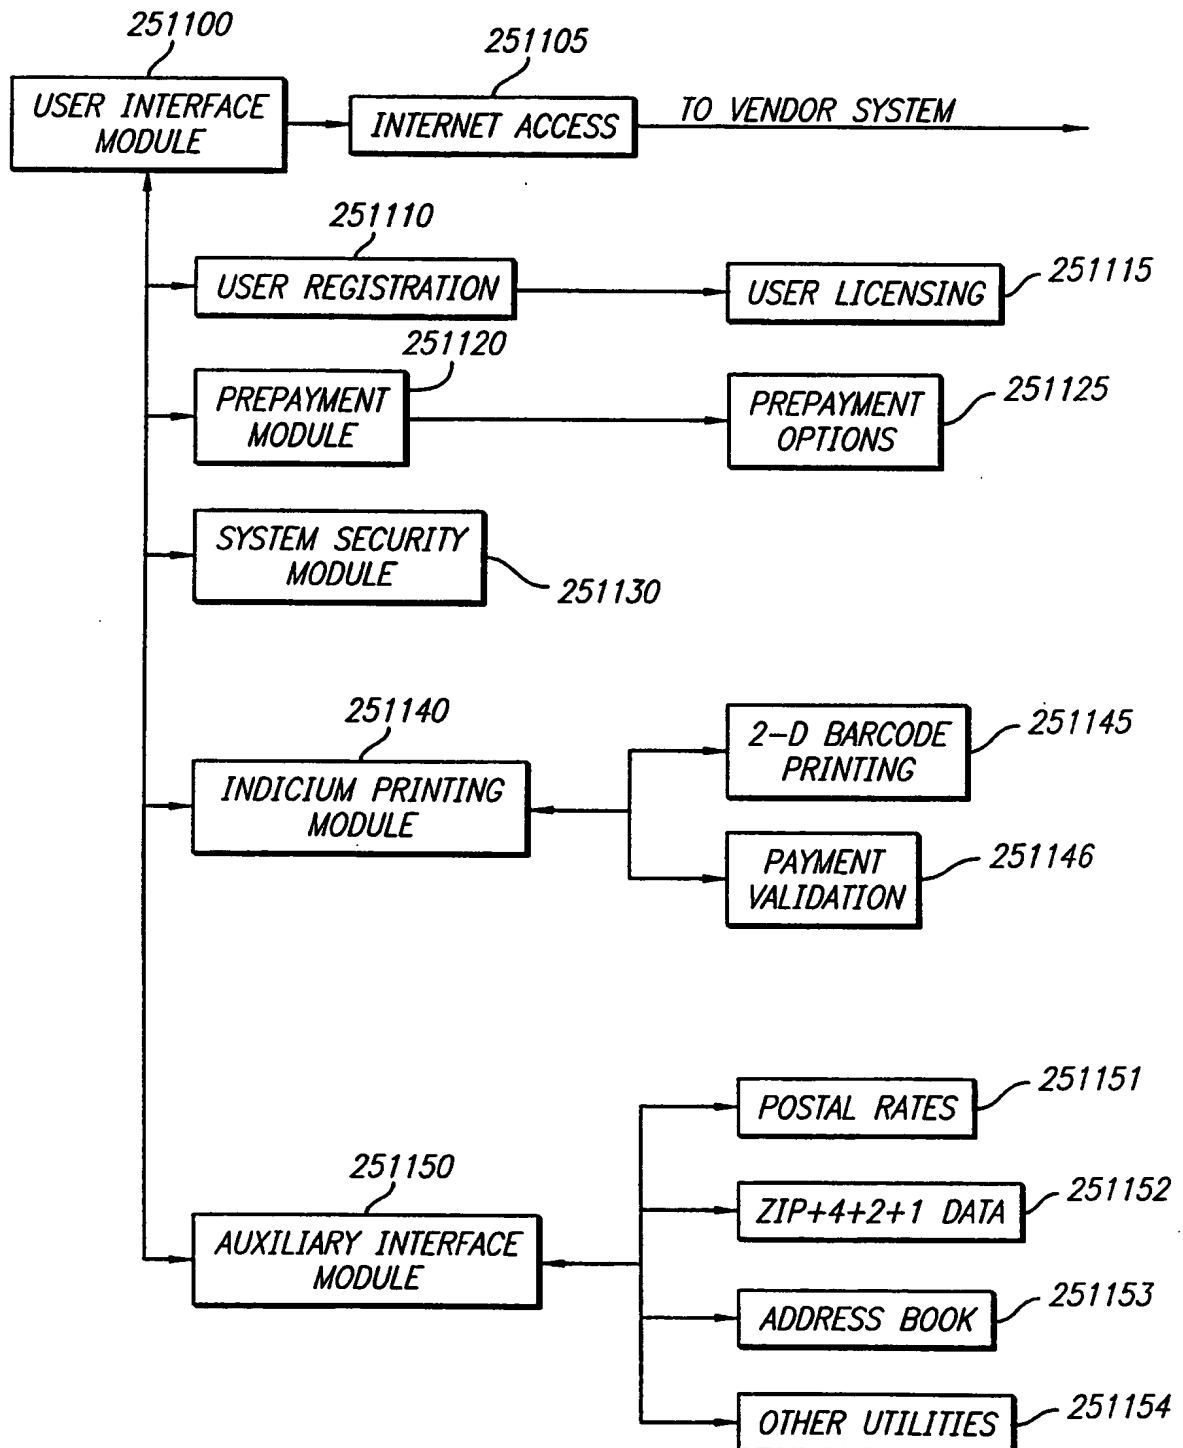 251100
USER INTERFACE
MODULE
251105
INTERNET ACCESS
TO VENDOR SYSTEM
251110
USER REGISTRATION
USER LICENSING
251115
251120
PREPAYMENT
MODULE
PREPAYMENT
OPTIONS
251125
SYSTEM SECURITY
MODULE
251130
251140
INDICIUM PRINTING
MODULE
2-D BARCODE
PRINTING
251145
PAYMENT
VALIDATION
251146
251150
AUXILIARY INTERFACE
MODULE
POSTAL RATES
251151
ZIP+4+2+1 DATA
251152
ADDRESS BOOK
251153
OTHER UTILITIES
251154